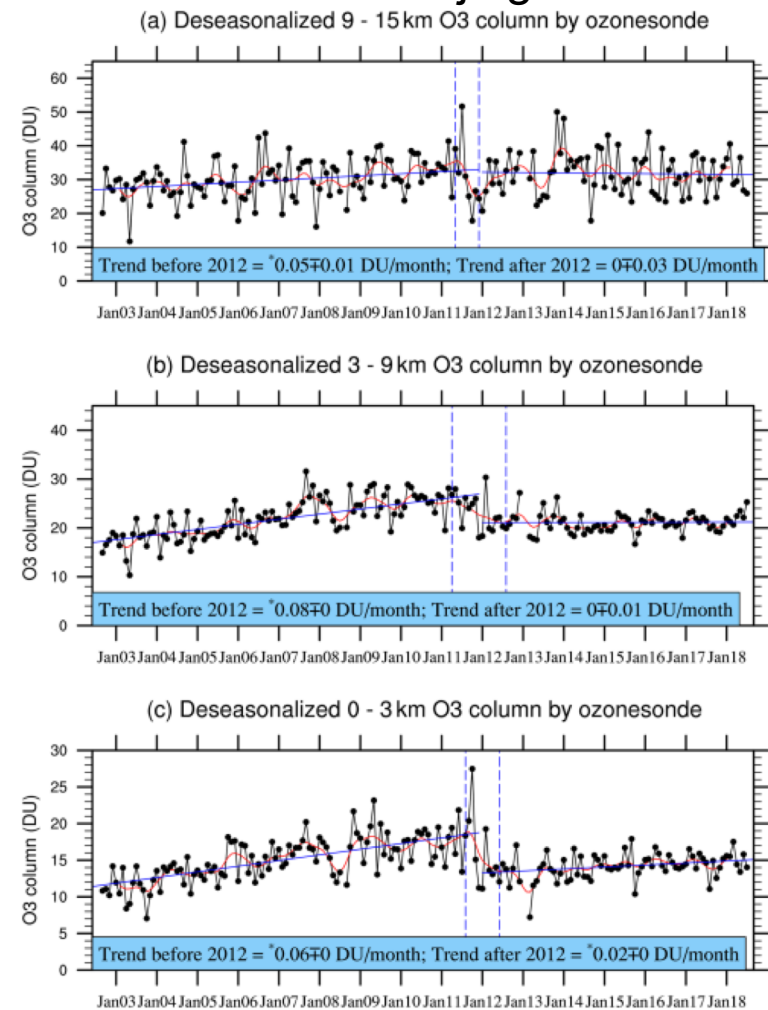 (a) Deseasonalized 9 - 15 km O3 column by ozonesonde
O3 column (DU)
60
50
40
30
20
10
0
Trend before 2012 = *0.05∓0.01 DU/month; Trend after 2012 = 0∓0.03 DU/month
Jan03 Jan04 Jan05 Jan06 Jan07 Jan08 Jan09 Jan10 Jan11 Jan12 Jan13 Jan14 Jan15 Jan16 Jan17 Jan18
(b) Deseasonalized 3 - 9 km O3 column by ozonesonde
O3 column (DU)
40
30
20
10
0
Trend before 2012 = *0.08∓0 DU/month; Trend after 2012 = 0∓0.01 DU/month
Jan03 Jan04 Jan05 Jan06 Jan07 Jan08 Jan09 Jan10 Jan11 Jan12 Jan13 Jan14 Jan15 Jan16 Jan17 Jan18
(c) Deseasonalized 0 - 3 km O3 column by ozonesonde
O3 column (DU)
30
25
20
15
10
5
0
Trend before 2012 = *0.06∓0 DU/month; Trend after 2012 = *0.02∓0 DU/month
Jan03 Jan04 Jan05 Jan06 Jan07 Jan08 Jan09 Jan10 Jan11 Jan12 Jan13 Jan14 Jan15 Jan16 Jan17 Jan18